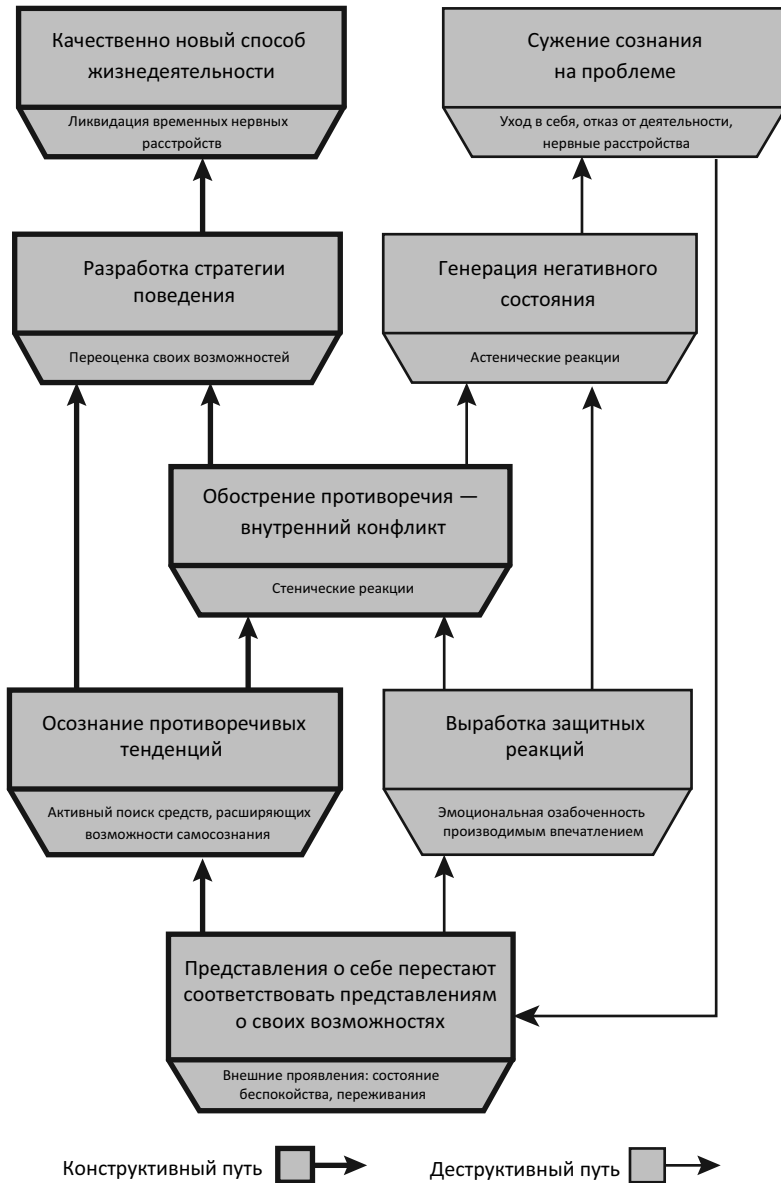 Качественно новый способ
жизнедеятельности
Ликвидация временных нервных
расстройств
Сужение сознания
на проблеме
Уход в себя, отказ от деятельности,
нервные расстройства
Разработка стратегии
поведения
Переоценка своих возможностей
Генерация негативного
состояния
Астенические реакции
Обострение противоречия —
внутренний конфликт
Стенические реакции
Осознание противоречивых
тенденций
Активный поиск средств, расширяющих
возможности самосознания
Выработка защитных
реакций
Эмоциональная озабоченность
производимым впечатлением
Представления о себе перестают
соответствовать представлениям
о своих возможностях
Внешние проявления: состояние
беспокойства, переживания
Конструктивный путь
Деструктивный путь